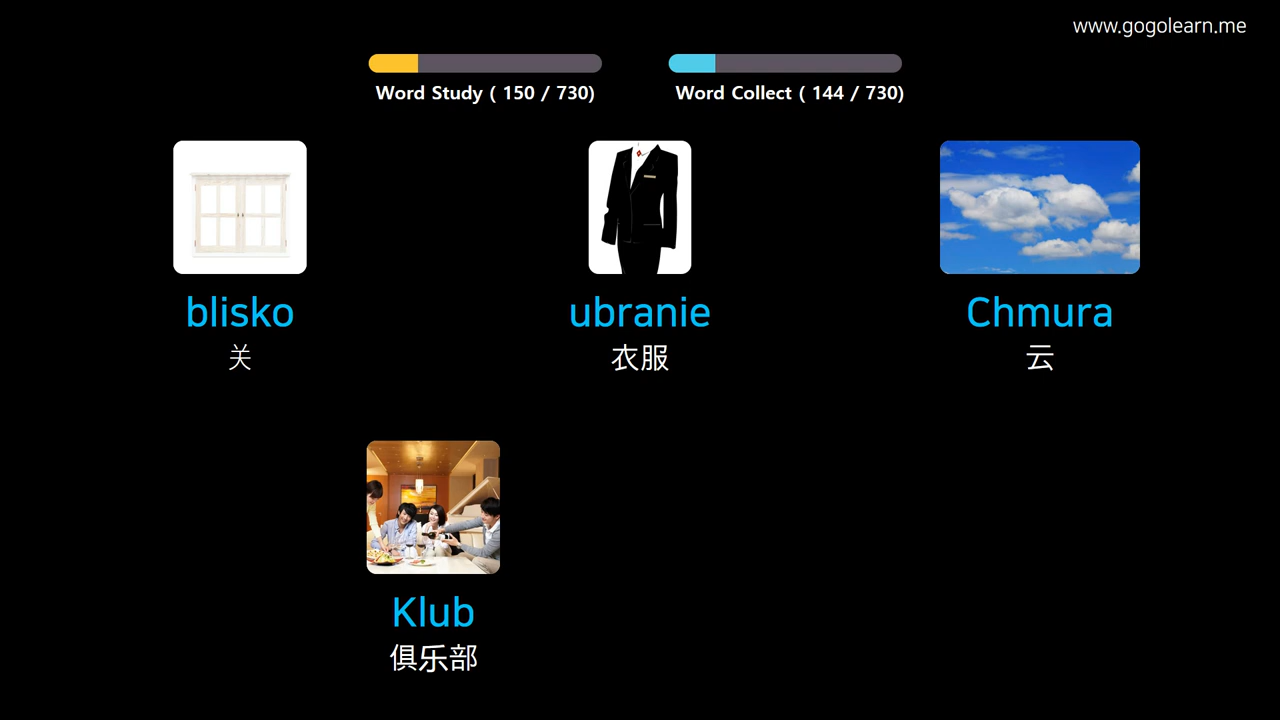 www.gogolearn.me
Word Study ( 150 / 730)
Word Collect ( 144 / 730)
blisko
关
ubranie
衣服
Chmura
云
Klub
俱乐部